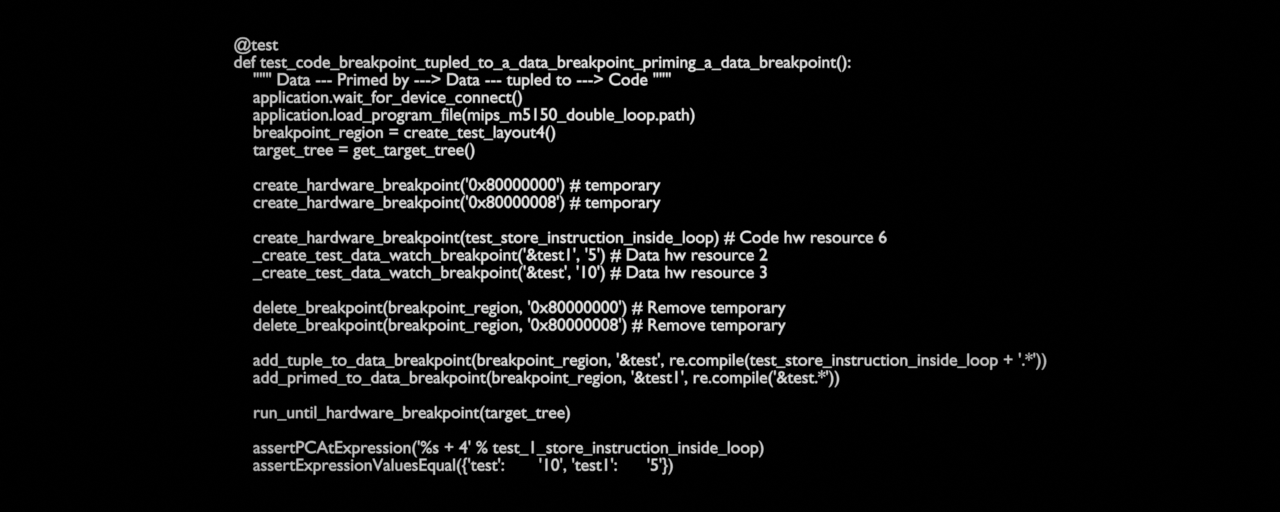 @test
def test_code_breakpoint_tupled_to_a_data_breakpoint_priming_a_data_breakpoint():
""" Data --- Primed by ---> Data --- tupled to ---> Code """
application.wait_for_device_connect()
application.load_program_file(mips_m5150_double_loop.path)
breakpoint_region = create_test_layout4()
target_tree = get_target_tree()
create_hardware_breakpoint('0x80000000') # temporary
create_hardware_breakpoint('0x80000008') # temporary
create_hardware_breakpoint(test_store_instruction_inside_loop) # Code hw resource 6
_create_test_data_watch_breakpoint('&test1', '5') # Data hw resource 2
_create_test_data_watch_breakpoint('&test', '10') # Data hw resource 3
delete_breakpoint(breakpoint_region, '0x80000000') # Remove temporary
delete_breakpoint(breakpoint_region, '0x80000008') # Remove temporary
add_tuple_to_data_breakpoint(breakpoint_region, '&test', re.compile(test_store_instruction_inside_loop + '.*'))
add_primed_to_data_breakpoint(breakpoint_region, '&test1', re.compile('&test.*'))
run_until_hardware_breakpoint(target_tree)
assertPCAtExpression('%s + 4' % test_1_store_instruction_inside_loop)
assertExpressionValuesEqual({'test': '10', 'test1': '5'})